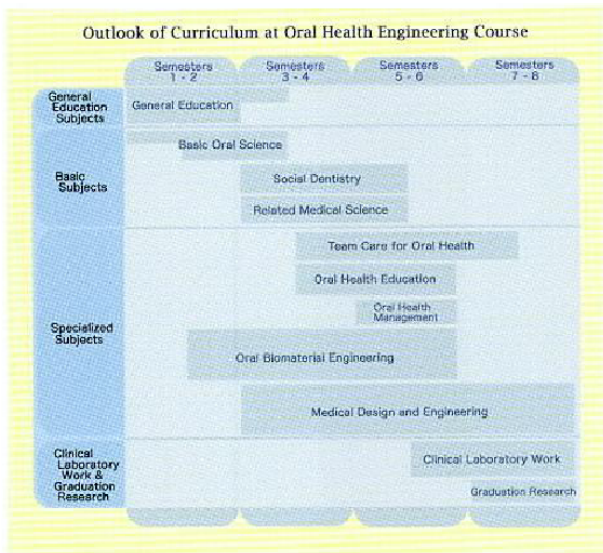 Outlook of Curriculum at Oral Health Engineering Course
Semesters
1 - 2
Semesters
3 - 4
Semesters
5 - 6
Semesters
7 - 8
General
Education
Subjects
General Education
Basic
Subjects
Basic Oral Science
Social Dentistry
Related Medical Science
Specialized
Subjects
Team Care for Oral Health
Oral Health Education
Oral Health
Management
Oral Biomaterial Engineering
Medical Design and Engineering
Clinical
Laboratory
Work &
Graduation
Research
Clinical Laboratory Work
Graduation Research